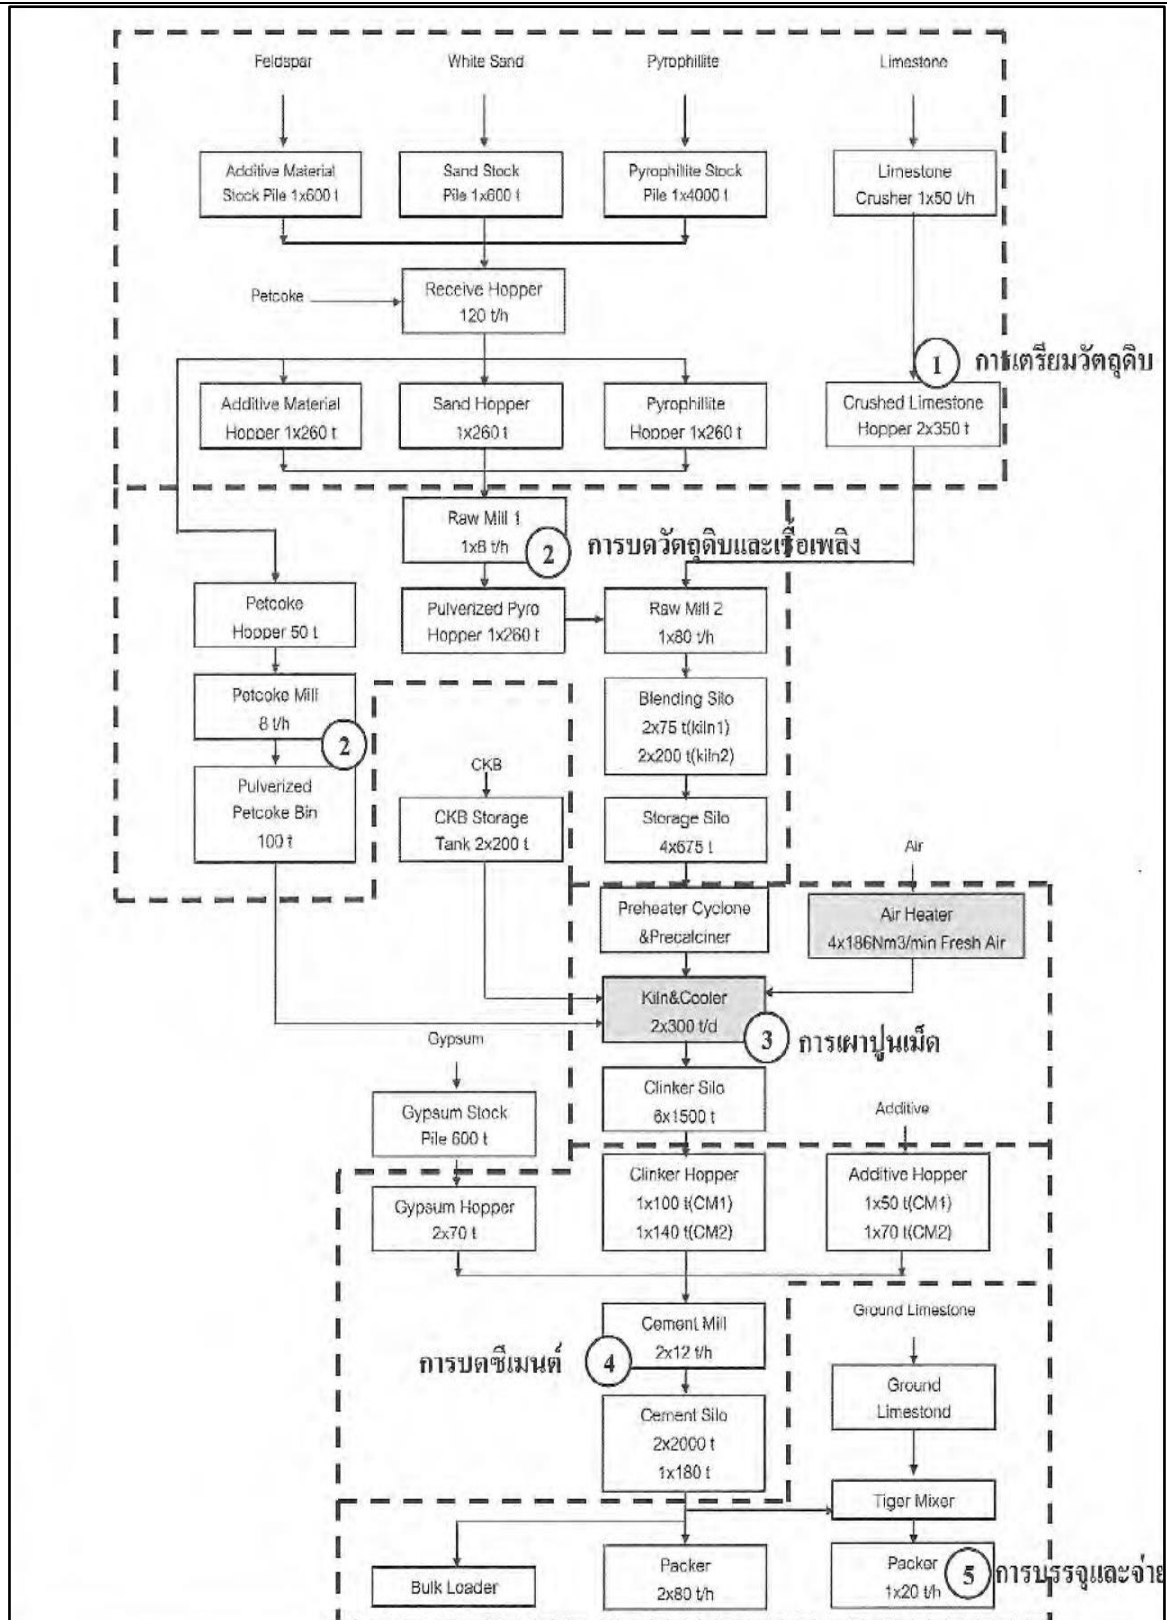 Feldspar
White Sand
Pyrophillite
Limestone
Additive Material
Stock Pile 1x600 t
Sand Stock
Pile 1x600 t
Pyrophillite Stock
Pile 1x4000 t
Limestone
Crusher 1x50 t/h
Petcoke
Receive Hopper
120 t/h
1 การเตรียมวัตถุดิบ
Additive Material
Hopper 1x260 t
Sand Hopper
1x260 t
Pyrophillite
Hopper 1x260 t
Crushed Limestone
Hopper 2x350 t
Raw Mill 1
1x8 t/h
2 การบดวัตถุดิบและเชื้อเพลิง
Petcoke
Hopper 50 t
Pulverized Pyro
Hopper 1x260 t
Raw Mill 2
1x80 t/h
Petcoke Mill
8 t/h
2
Blending Silo
2x75 t(kiln1)
2x200 t(kiln2)
Pulverized
Petcoke Bin
100 t
CKB
CKB Storage
Tank 2x200 t
Storage Silo
4x675 t
Air
Preheater Cyclone
&Precalciner
Air Heater
4x186Nm3/min Fresh Air
Kiln&Cooler
2x300 t/d
3 การเผาปูนเม็ด
Gypsum
Gypsum Stock
Pile 600 t
Clinker Silo
6x1500 t
Additive
Gypsum Hopper
2x70 t
Clinker Hopper
1x100 t(CM1)
1x140 t(CM2)
Additive Hopper
1x50 t(CM1)
1x70 t(CM2)
Ground Limestone
Cement Mill
2x12 t/h
การบดซีเมนต์ 4
Ground
Limestond
Cement Silo
2x2000 t
1x180 t
Tiger Mixer
Bulk Loader
Packer
2x80 t/h
Packer
1x20 t/h
5 การบรรจุและจ่าย